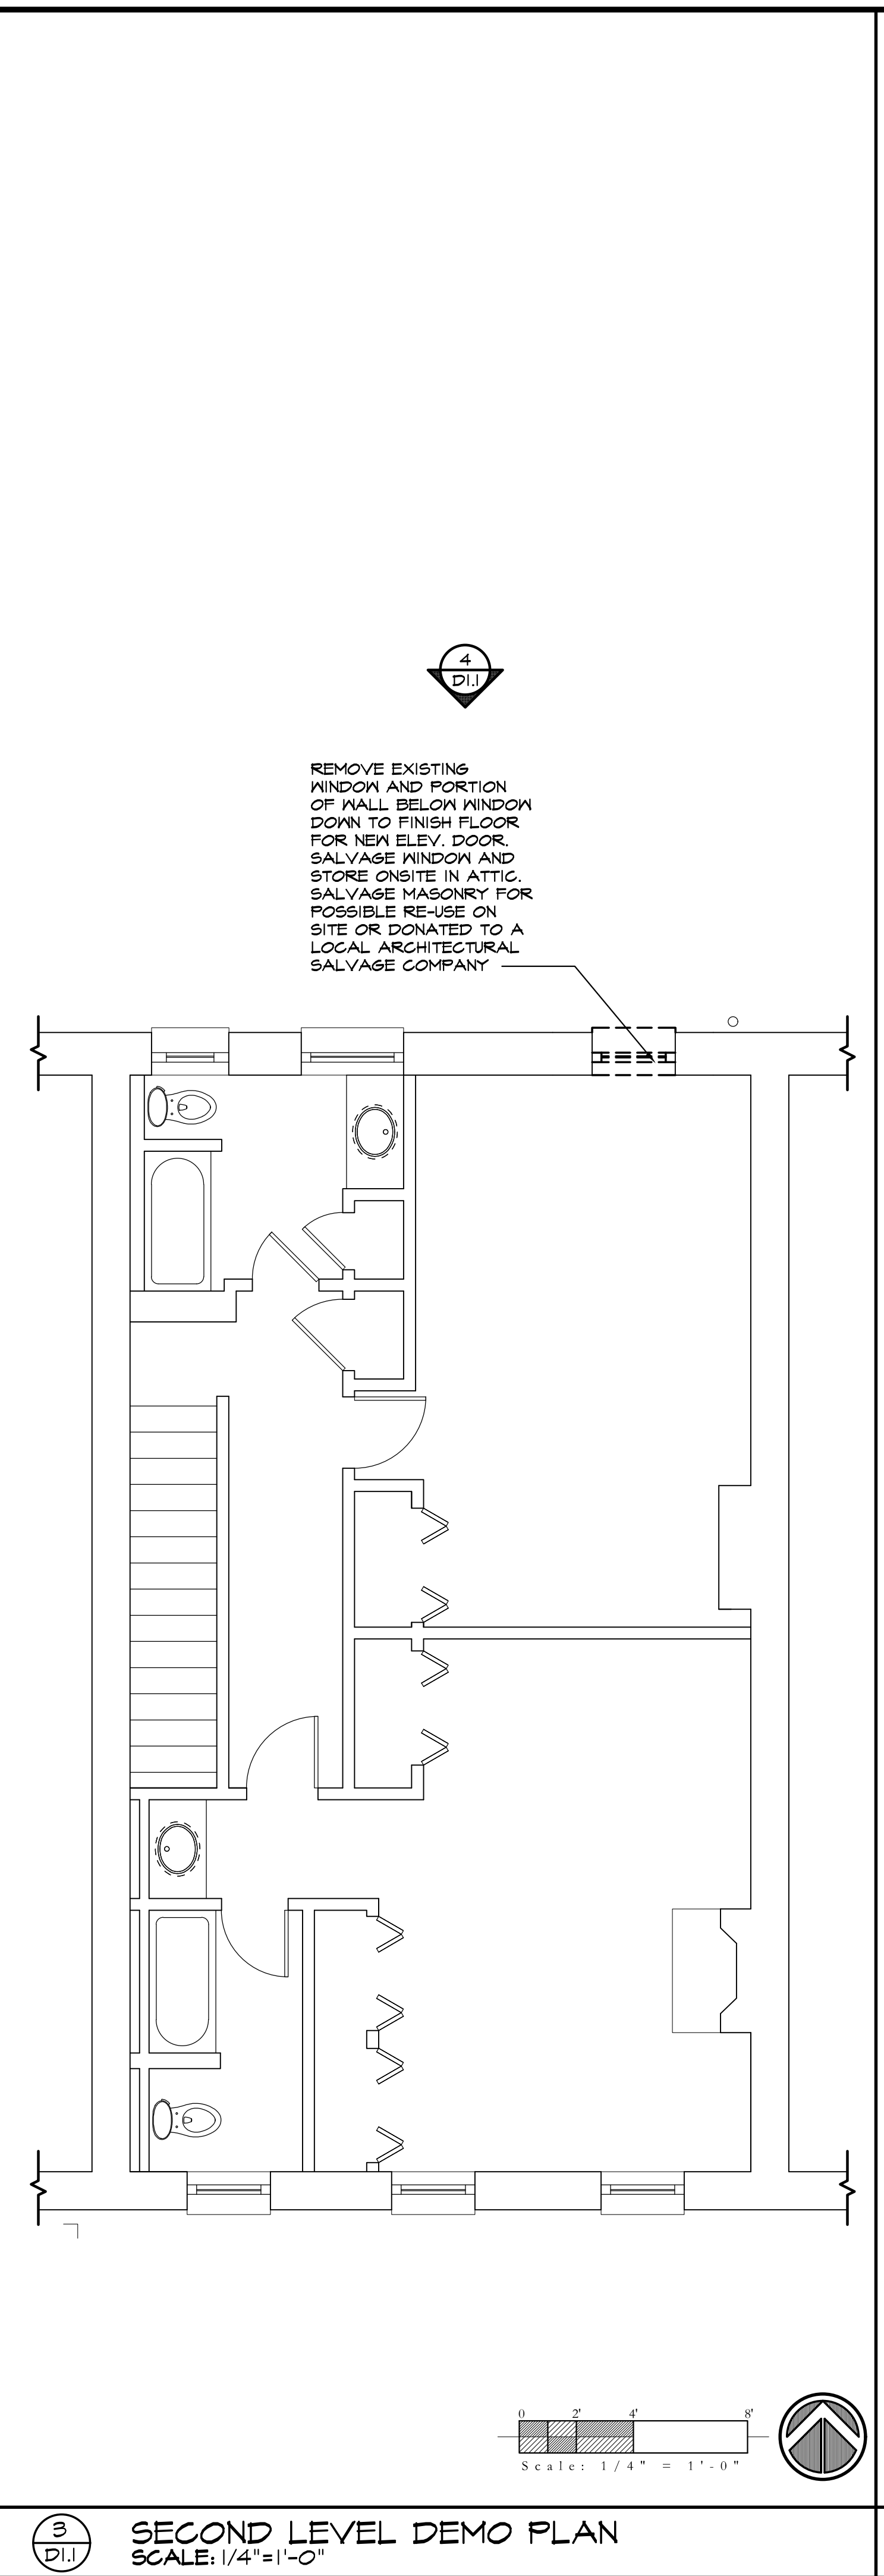 4
D1.1
REMOVE EXISTING
WINDOW AND PORTION
OF WALL BELOW WINDOW
DOWN TO FINISH FLOOR
FOR NEW ELEV. DOOR.
SALVAGE WINDOW AND
STORE ONSITE IN ATTIC.
SALVAGE MASONRY FOR
POSSIBLE RE-USE ON
SITE OR DONATED TO A
LOCAL ARCHITECTURAL
SALVAGE COMPANY
0 2' 4' 8'
Scale: 1/4" = 1'-0"
3
D1.1
SECOND LEVEL DEMO PLAN
SCALE: 1/4"=1'-0"